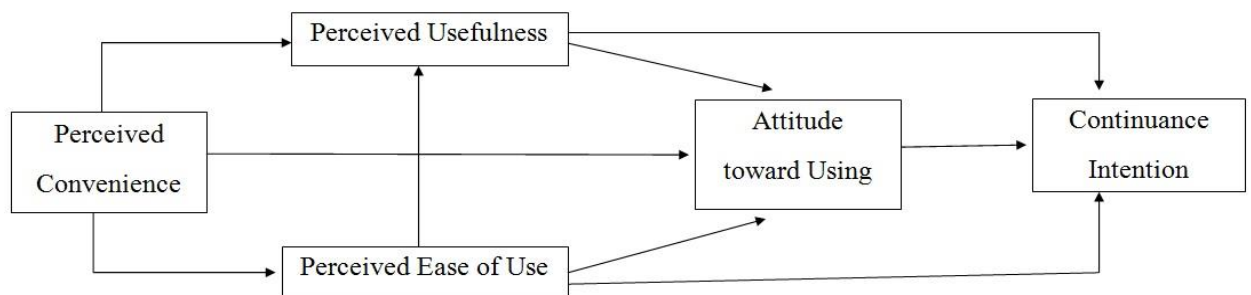 Perceived Usefulness
Perceived
Convenience
Attitude
toward Using
Continuance
Intention
Perceived Ease of Use